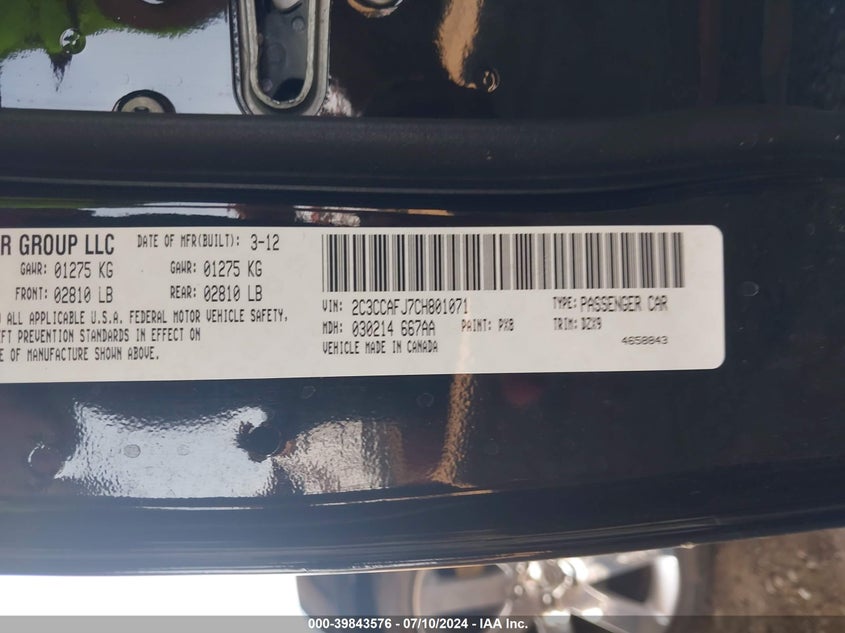 R GROUP LLC DATE OF MFR(BUILT): 3-12
GAWR: 01275 KG GAWR: 01275 KG
FRONT: 02810 LB REAR: 02810 LB
ALL APPLICABLE U.S.A. FEDERAL MOTOR VEHICLE SAFETY,
FT PREVENTION STANDARDS IN EFFECT ON
E OF MANUFACTURE SHOWN ABOVE.
VIN: 2C3CCAFJ7CH801071 TYPE: PASSENGER CAR
MDH: 030214 667AA PAINT: PX8 TRIM: DZX9
VEHICLE MADE IN CANADA 4658843
000-39843576 - 07/10/2024 - IAA Inc.